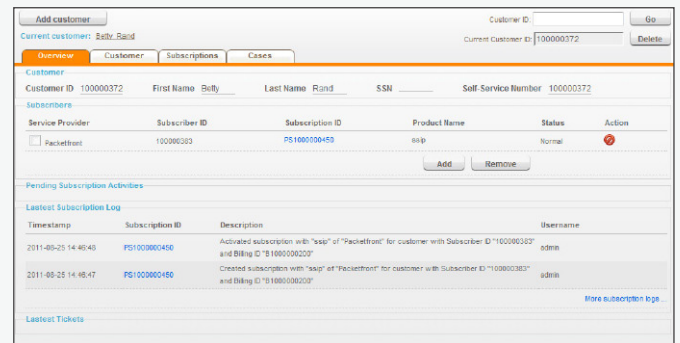 Add customer
Customer ID:
Go
Current customer: Betty Rand
Current Customer ID: 100000372
Delete
Overview
Customer
Subscriptions
Cases
Customer
Customer ID 100000372 First Name Betty Last Name Rand SSN Self-Service Number 100000372
Subscribers
Service Provider Subscriber ID Subscription ID Product Name Status Action
Packetfront 100000383 PS1000000450 ssip Normal
Add Remove
Pending Subscription Activities
Lastest Subscription Log
Timestamp Subscription ID Description Username
2011-08-25 14:46:48 PS1000000450 Activated subscription with "ssip" of "Packetfront" for customer with Subscriber ID "100000383"
and Billing ID "B1000000200" admin
2011-08-25 14:46:47 PS1000000450 Created subscription with "ssip" of "Packetfront" for customer with Subscriber ID "100000383"
and Billing ID "B1000000200" admin
More subscription logs...
Lastest Tickets